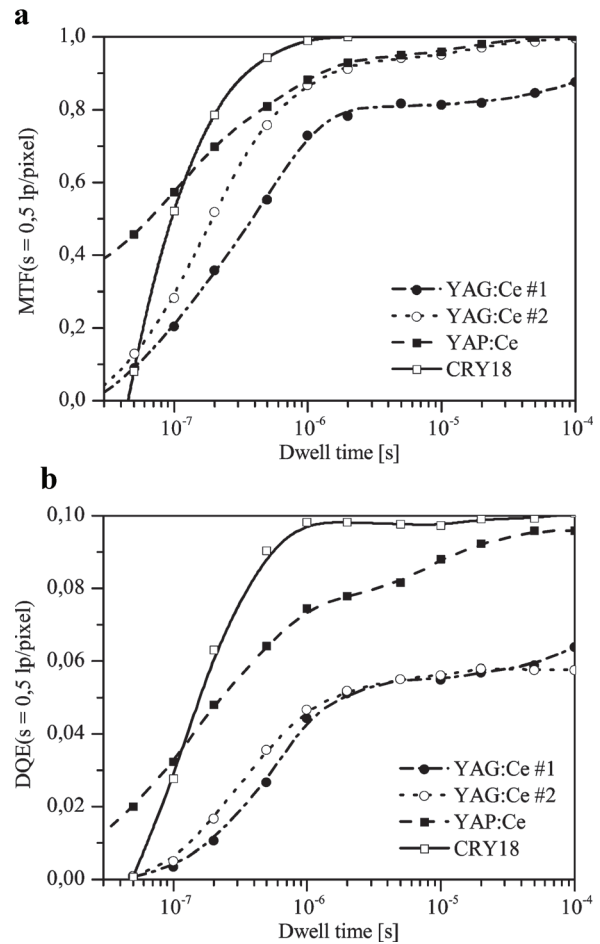 a
1,0
0,8
0,6
0,4
0,2
0,0
MTF(s = 0,5 lp/pixel)
YAG:Ce #1
YAG:Ce #2
YAP:Ce
CRY18
10⁻⁷ 10⁻⁶ 10⁻⁵ 10⁻⁴
Dwell time [s]
b
0,10
0,08
0,06
0,04
0,02
0,00
DQE(s = 0,5 lp/pixel)
YAG:Ce #1
YAG:Ce #2
YAP:Ce
CRY18
10⁻⁷ 10⁻⁶ 10⁻⁵ 10⁻⁴
Dwell time [s]